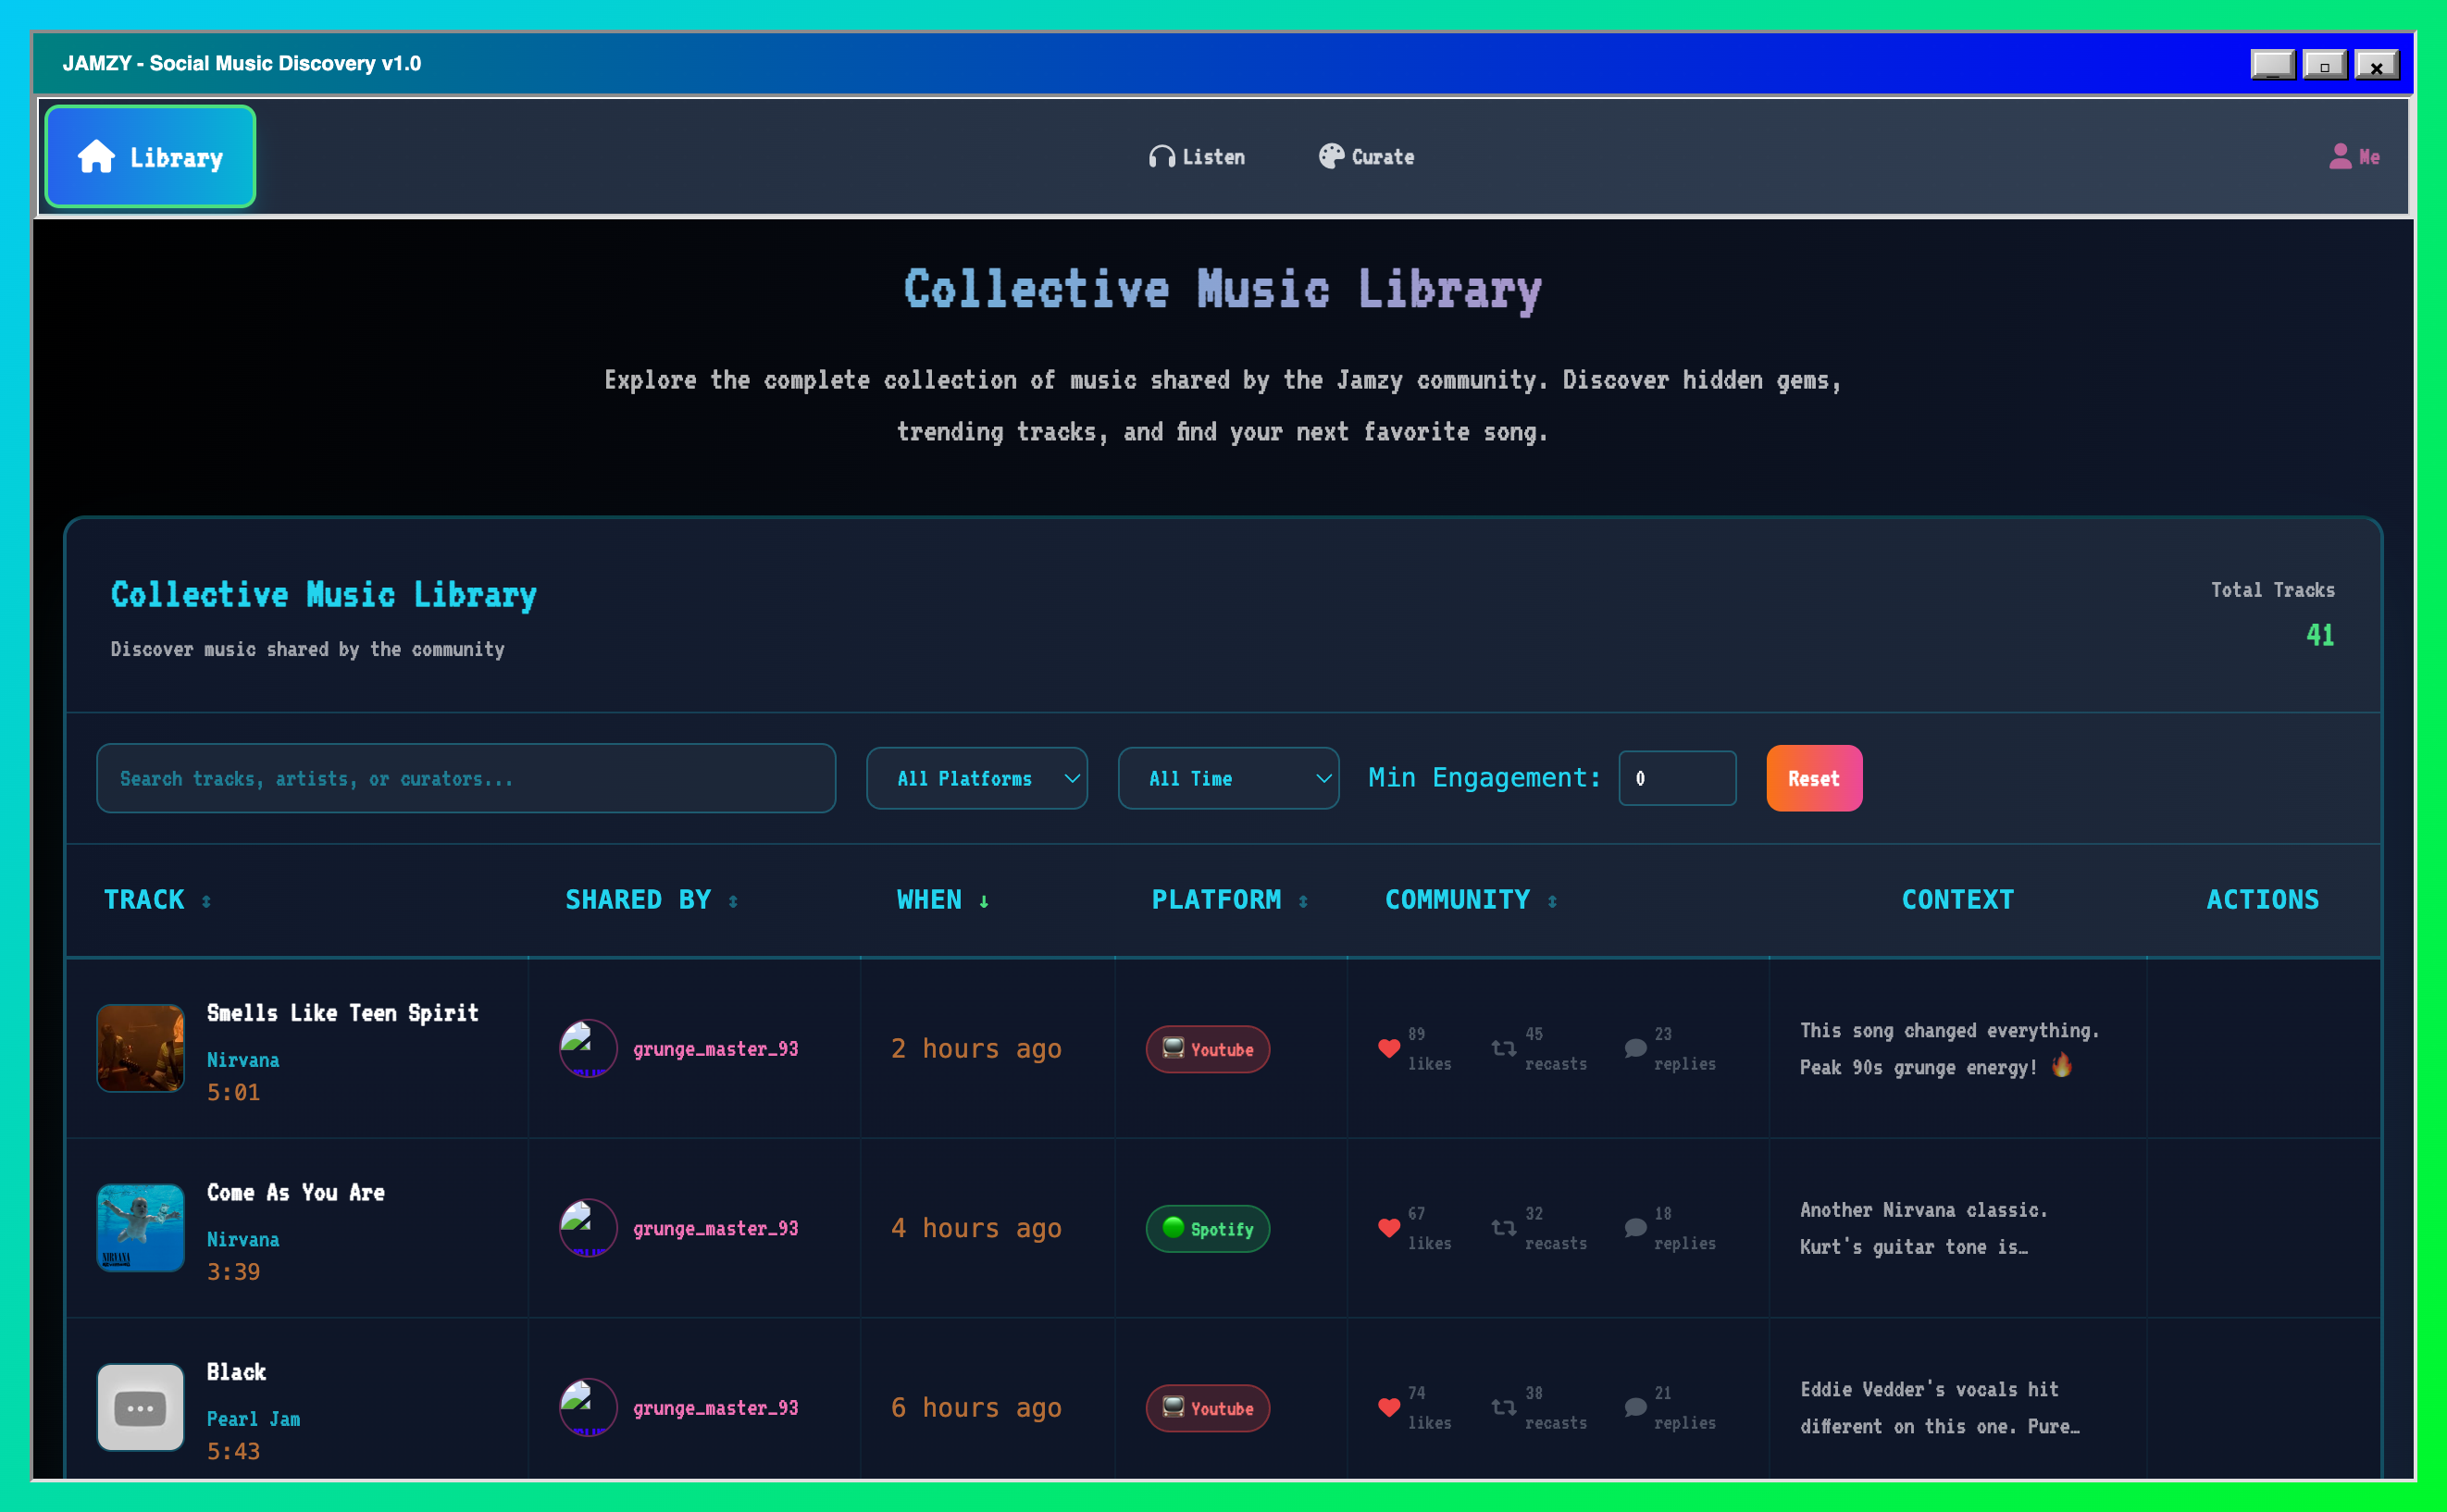 JAMZY - Social Music Discovery v1.0
Library
Listen
Curate
Me
Collective Music Library
Explore the complete collection of music shared by the Jamzy community. Discover hidden gems,
trending tracks, and find your next favorite song.
Collective Music Library
Discover music shared by the community
Total Tracks
41
Search tracks, artists, or curators...
All Platforms
All Time
Min Engagement:
0
Reset
TRACK
SHARED BY
WHEN
PLATFORM
COMMUNITY
CONTEXT
ACTIONS
Smells Like Teen Spirit
Nirvana
5:01
grunge_master_93
2 hours ago
Youtube
89
likes
45
recasts
23
replies
This song changed everything.
Peak 90s grunge energy! 🔥
Come As You Are
Nirvana
3:39
grunge_master_93
4 hours ago
Spotify
67
likes
32
recasts
18
replies
Another Nirvana classic.
Kurt's guitar tone is…
Black
Pearl Jam
5:43
grunge_master_93
6 hours ago
Youtube
74
likes
38
recasts
21
replies
Eddie Vedder's vocals hit
different on this one. Pure…